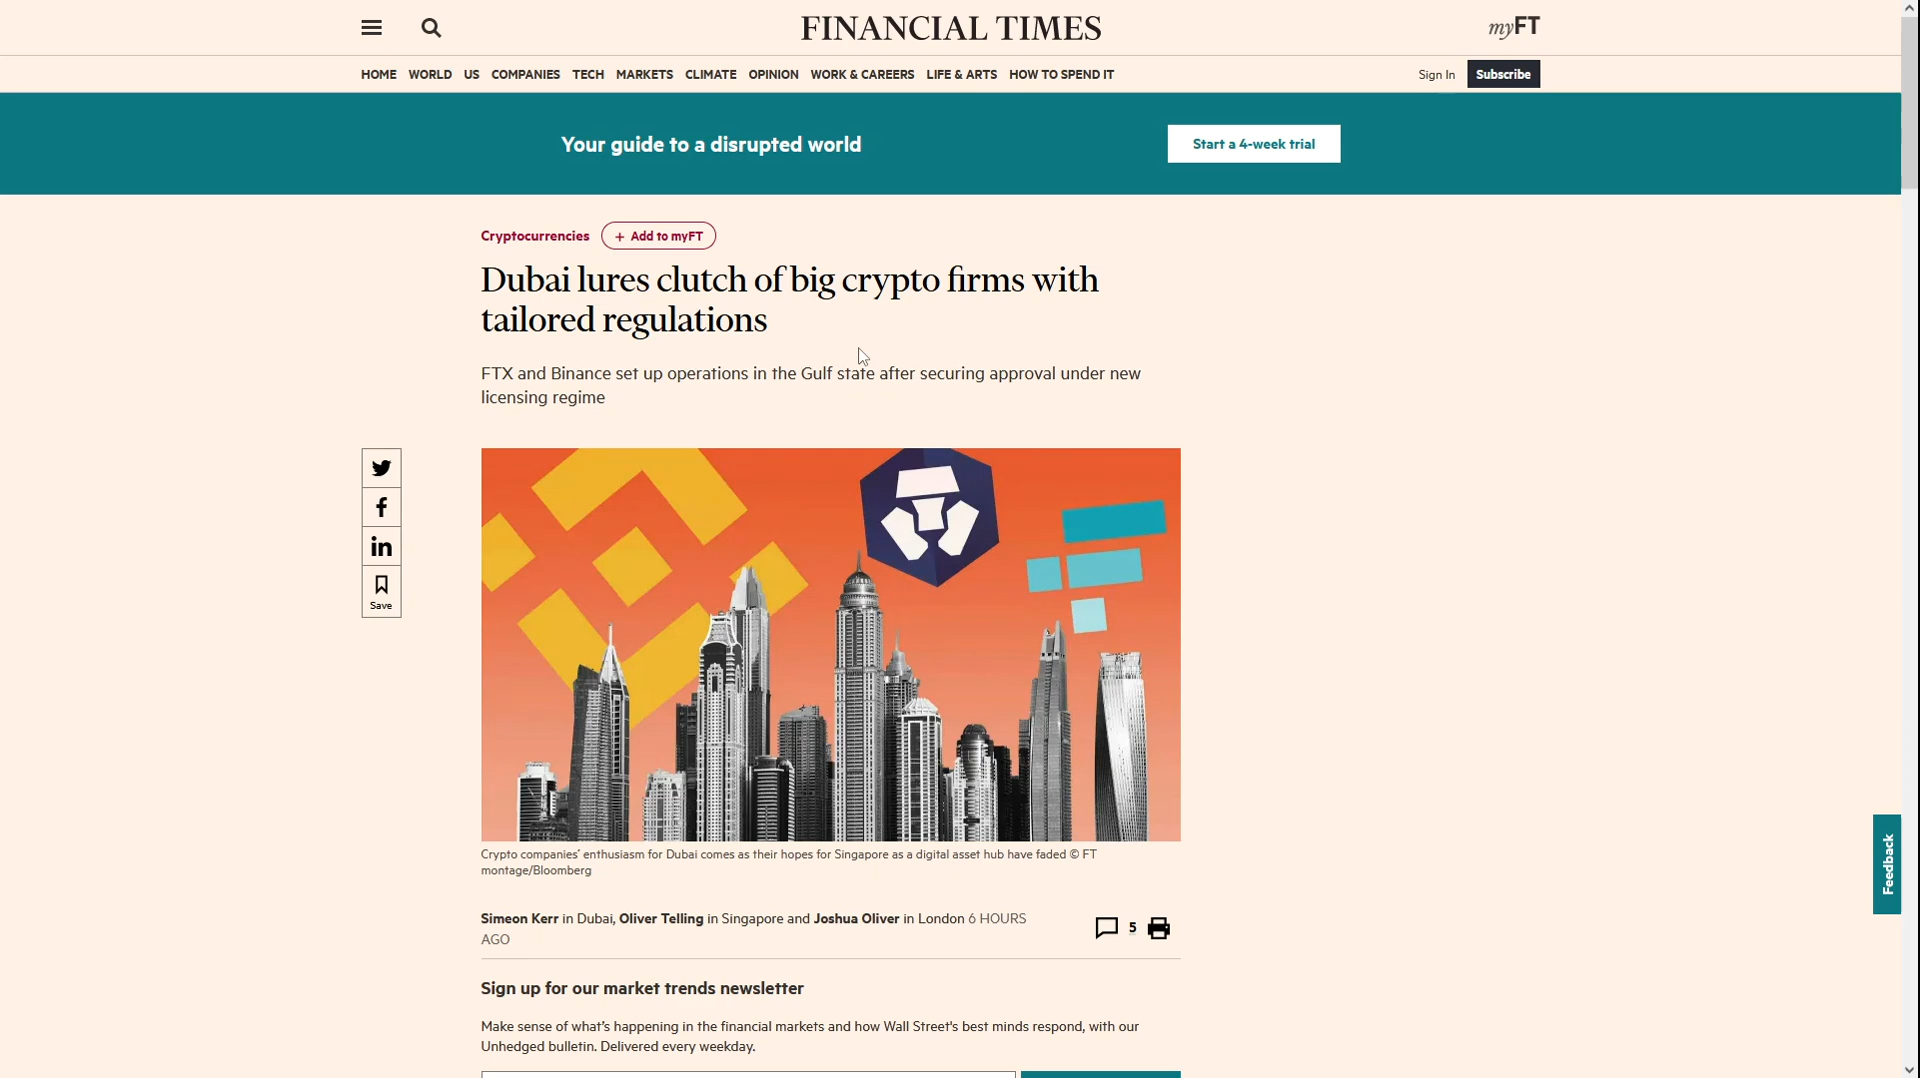 FINANCIAL TIMES
myFT
HOME WORLD US COMPANIES TECH MARKETS CLIMATE OPINION WORK & CAREERS LIFE & ARTS HOW TO SPEND IT
Sign In Subscribe
Your guide to a disrupted world
Start a 4-week trial
Cryptocurrencies + Add to myFT
Dubai lures clutch of big crypto firms with
tailored regulations
FTX and Binance set up operations in the Gulf state after securing approval under new
licensing regime
Save
Crypto companies’ enthusiasm for Dubai comes as their hopes for Singapore as a digital asset hub have faded © FT
montage/Bloomberg
Simeon Kerr in Dubai, Oliver Telling in Singapore and Joshua Oliver in London 6 HOURS
AGO
5
Sign up for our market trends newsletter
Make sense of what’s happening in the financial markets and how Wall Street's best minds respond, with our
Unhedged bulletin. Delivered every weekday.
Feedback